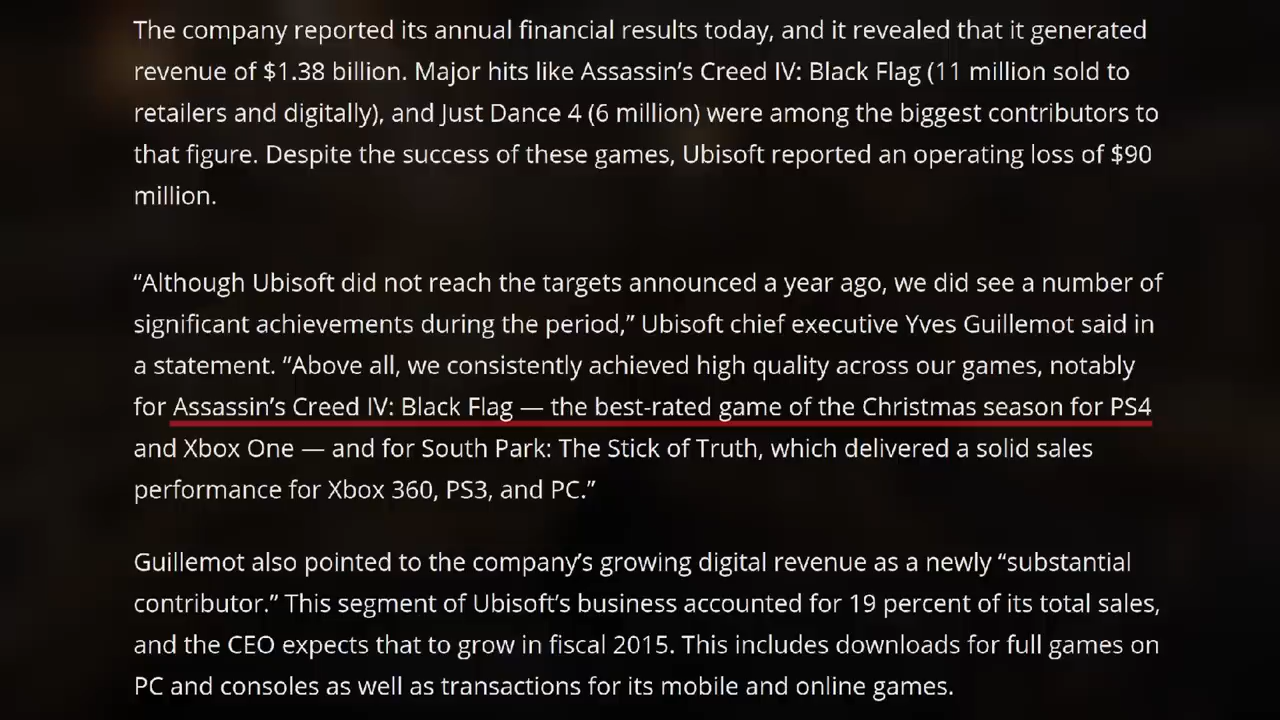 The company reported its annual financial results today, and it revealed that it generated
revenue of $1.38 billion. Major hits like Assassin’s Creed IV: Black Flag (11 million sold to
retailers and digitally), and Just Dance 4 (6 million) were among the biggest contributors to
that figure. Despite the success of these games, Ubisoft reported an operating loss of $90
million.
“Although Ubisoft did not reach the targets announced a year ago, we did see a number of
significant achievements during the period,” Ubisoft chief executive Yves Guillemot said in
a statement. “Above all, we consistently achieved high quality across our games, notably
for Assassin’s Creed IV: Black Flag — the best-rated game of the Christmas season for PS4
and Xbox One — and for South Park: The Stick of Truth, which delivered a solid sales
performance for Xbox 360, PS3, and PC.”
Guillemot also pointed to the company’s growing digital revenue as a newly “substantial
contributor.” This segment of Ubisoft’s business accounted for 19 percent of its total sales,
and the CEO expects that to grow in fiscal 2015. This includes downloads for full games on
PC and consoles as well as transactions for its mobile and online games.